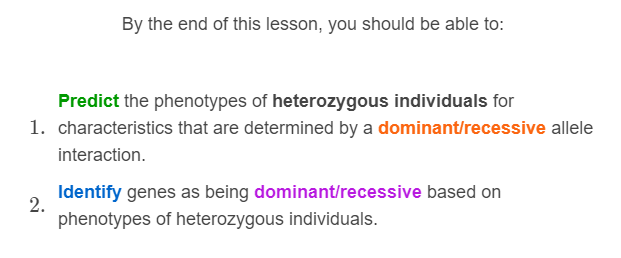 By the end of this lesson, you should be able to:
Predict the phenotypes of heterozygous individuals for
1. characteristics that are determined by a dominant/recessive allele
interaction.
Identify genes as being dominant/recessive based on
2.
phenotypes of heterozygous individuals.